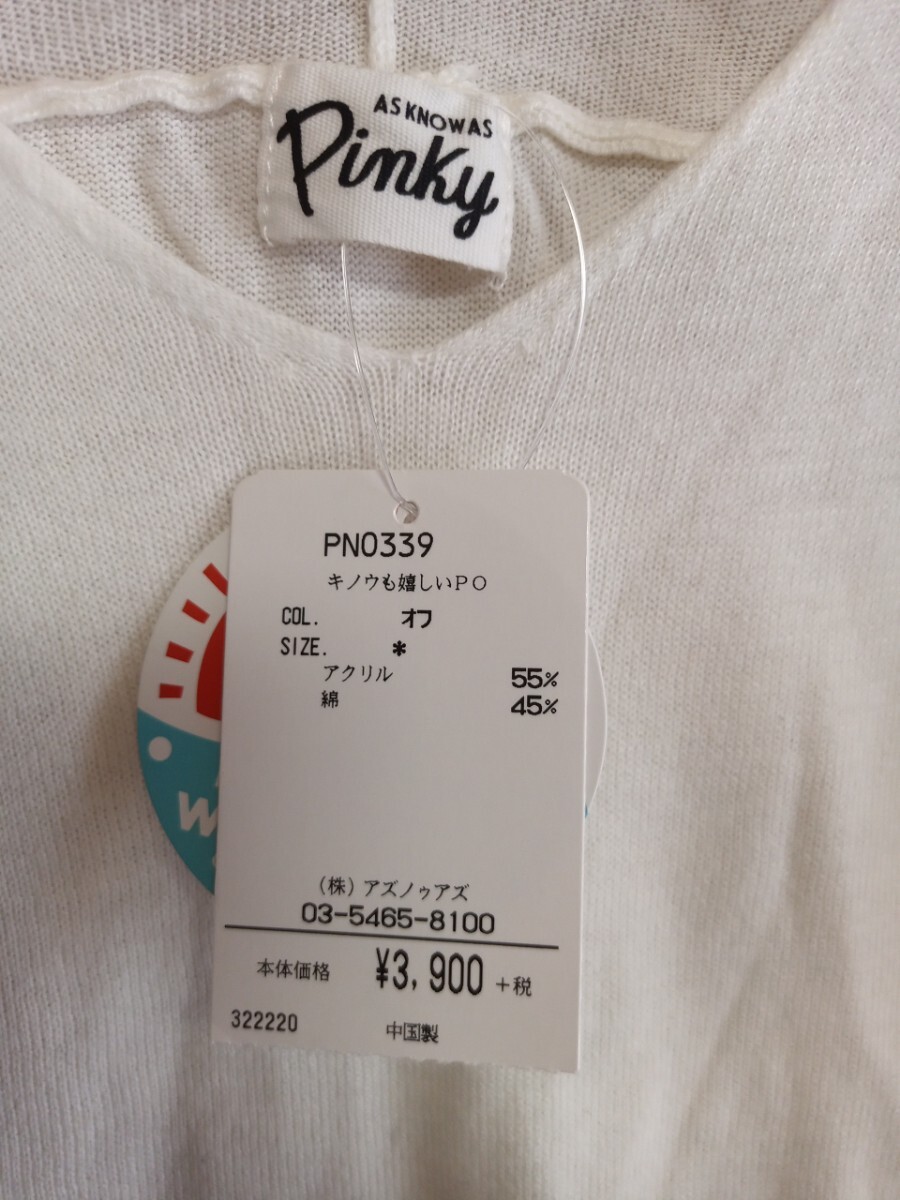 AS KNOW AS
Pinky
PN0339
キノウも嬉しいPO
COL. オフ
SIZE. *
アクリル 55%
綿 45%
(株)アズノゥアズ
03-5465-8100
本体価格 ¥3,900 +税
322220 中国製